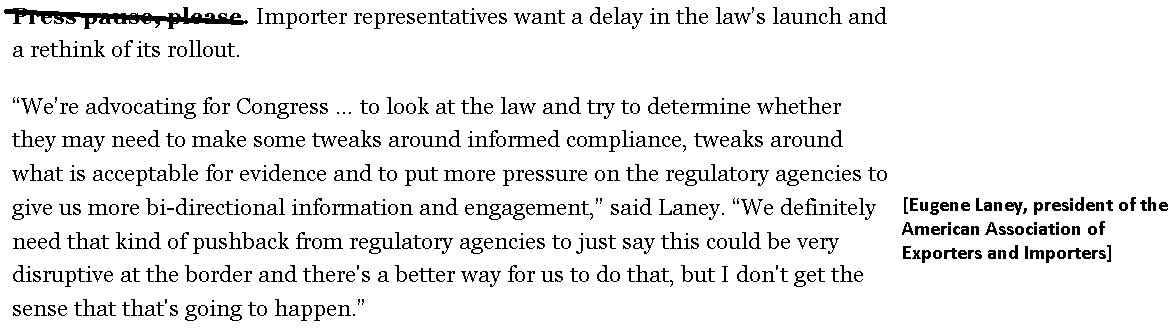 Press pause, please. Importer representatives want a delay in the law’s launch and
a rethink of its rollout.
“We’re advocating for Congress ... to look at the law and try to determine whether
they may need to make some tweaks around informed compliance, tweaks around
what is acceptable for evidence and to put more pressure on the regulatory agencies to
give us more bi-directional information and engagement,” said Laney. “We definitely
need that kind of pushback from regulatory agencies to just say this could be very
disruptive at the border and there's a better way for us to do that, but I don't get the
sense that that's going to happen.”
[Eugene Laney, president of the
American Association of
Exporters and Importers]